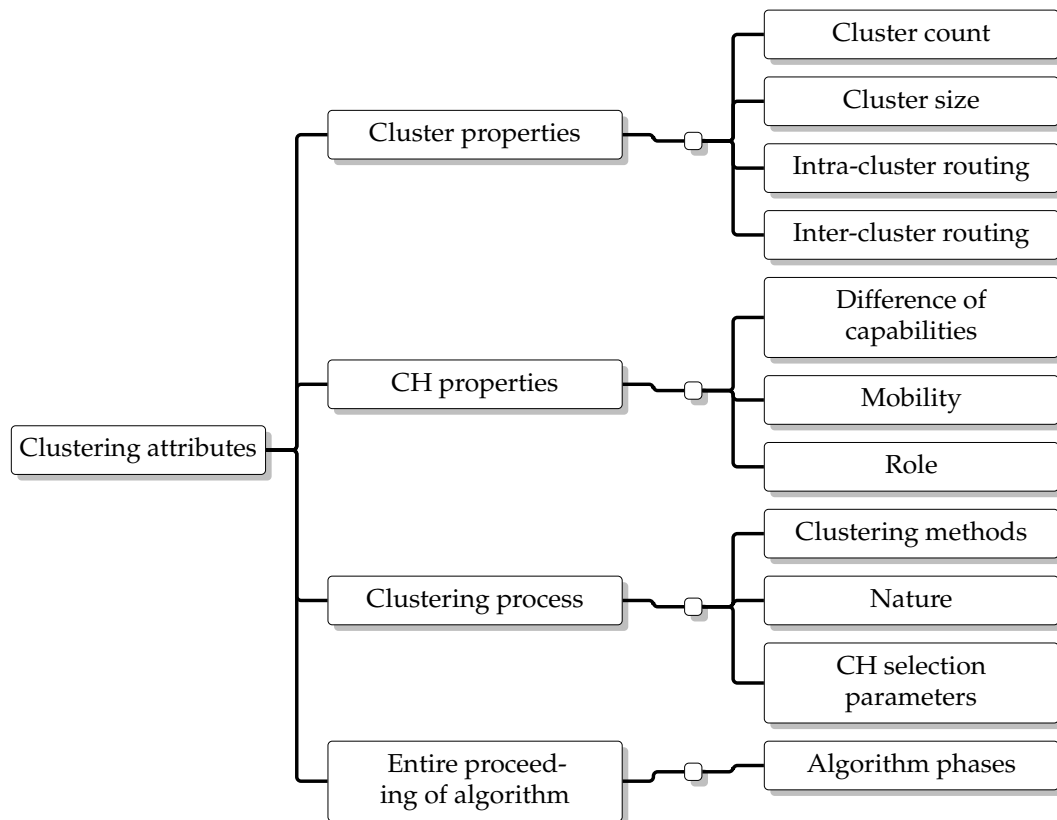 Clustering attributes
Cluster properties
Cluster count
Cluster size
Intra-cluster routing
Inter-cluster routing
CH properties
Difference of
capabilities
Mobility
Role
Clustering process
Clustering methods
Nature
CH selection
parameters
Entire proceed-
ing of algorithm
Algorithm phases